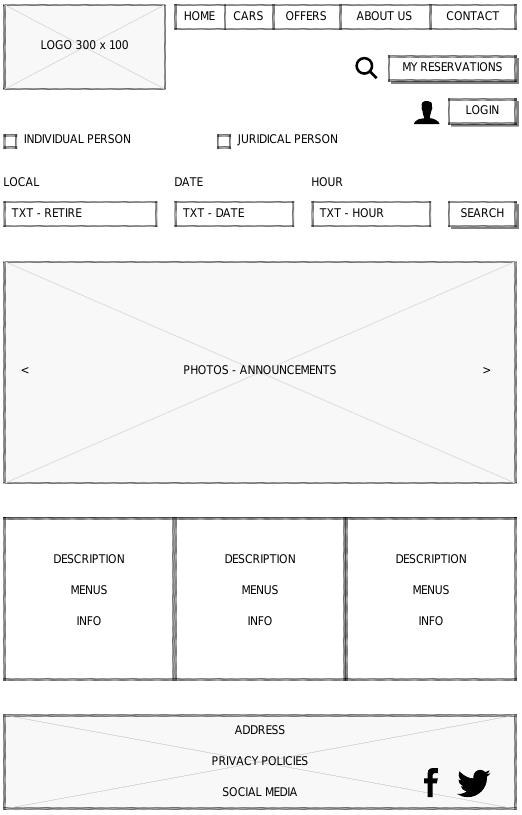 LOGO 300 x 100
HOME CARS OFFERS ABOUT US CONTACT
MY RESERVATIONS
LOGIN
INDIVIDUAL PERSON JURIDICAL PERSON
LOCAL DATE HOUR
TXT - RETIRE TXT - DATE TXT - HOUR SEARCH
< PHOTOS - ANNOUNCEMENTS >
DESCRIPTION DESCRIPTION DESCRIPTION
MENUS MENUS MENUS
INFO INFO INFO
ADDRESS
PRIVACY POLICIES
SOCIAL MEDIA